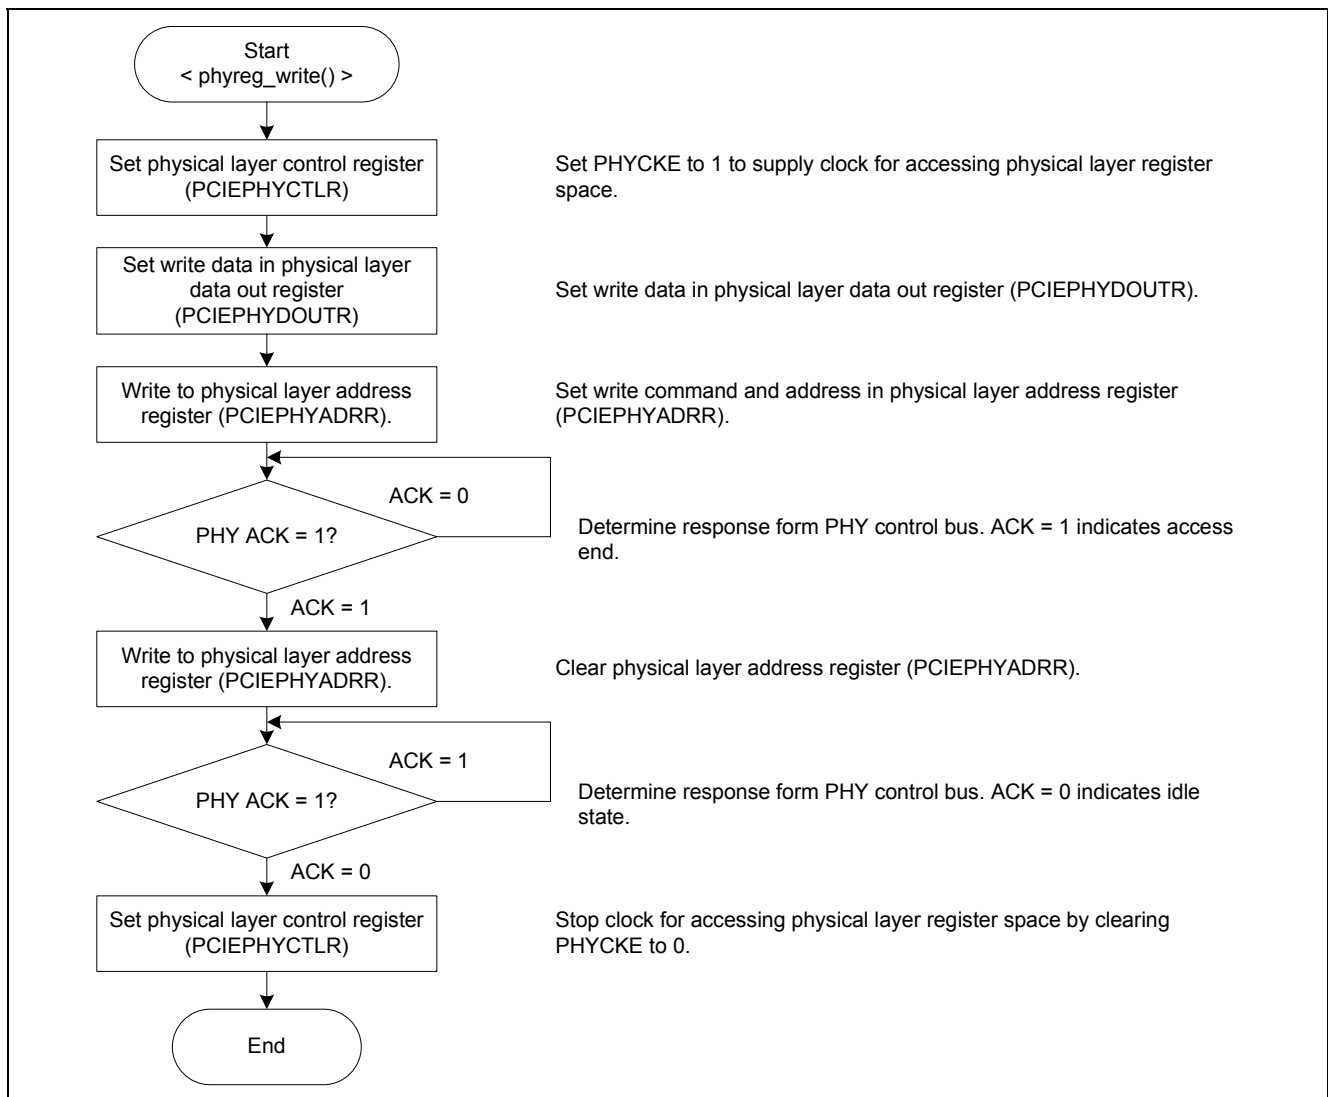 Start
< phyreg_write() >
Set physical layer control register
(PCIEPHYCTLR)
Set PHYCKE to 1 to supply clock for accessing physical layer register
space.
Set write data in physical layer
data out register
(PCIEPHYDOUTR)
Set write data in physical layer data out register (PCIEPHYDOUTR).
Write to physical layer address
register (PCIEPHYADRR).
Set write command and address in physical layer address register
(PCIEPHYADRR).
ACK = 0
PHY ACK = 1?
Determine response form PHY control bus. ACK = 1 indicates access
end.
ACK = 1
Write to physical layer address
register (PCIEPHYADRR).
Clear physical layer address register (PCIEPHYADRR).
ACK = 1
PHY ACK = 1?
Determine response form PHY control bus. ACK = 0 indicates idle
state.
ACK = 0
Set physical layer control register
(PCIEPHYCTLR)
Stop clock for accessing physical layer register space by clearing
PHYCKE to 0.
End